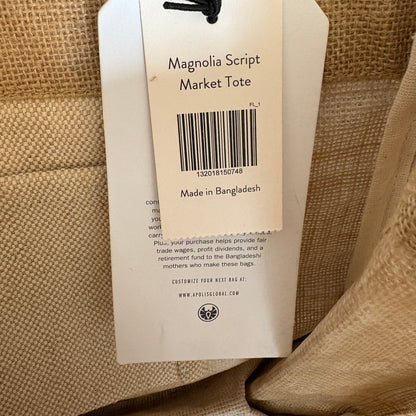 Magnolia Script
Market Tote
FL_1
132018150748
Made in Bangladesh
Plus, your purchase helps provide fair
trade wages, profit dividends, and a
retirement fund to the Bangladeshi
mothers who make these bags.
CUSTOMIZE YOUR NEXT BAG AT:
WWW.APOLISGLOBAL.COM